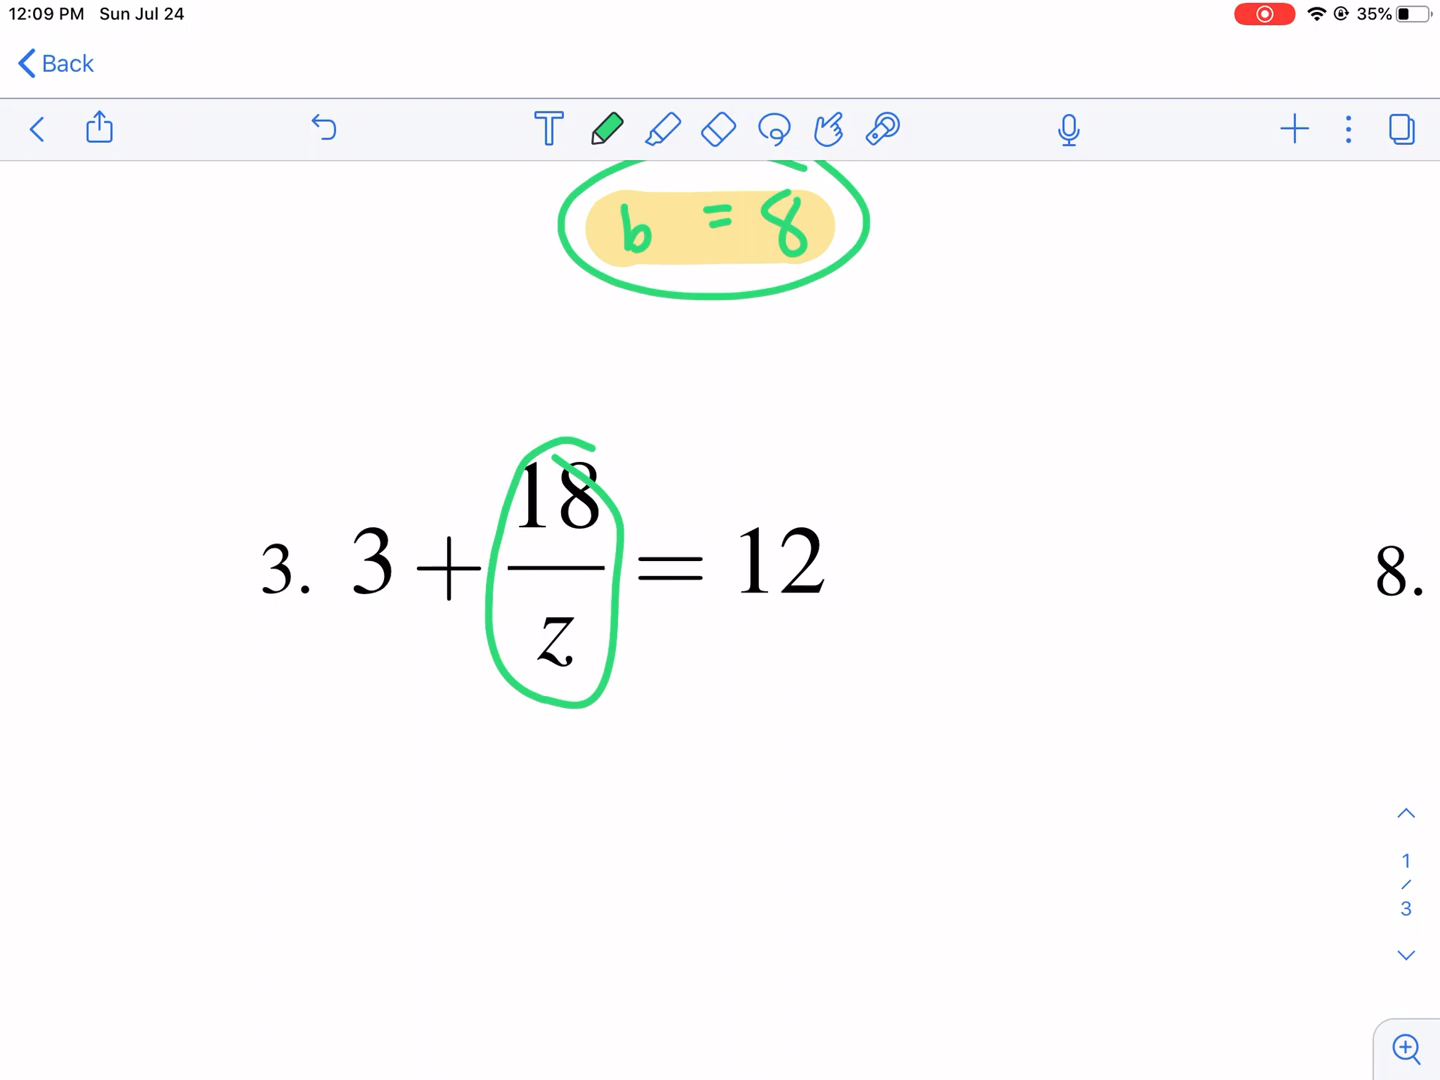 12:09 PM Sun Jul 24
35%
Back
T
b = 8
3. 3 + 18/z = 12
8.
1
/
3